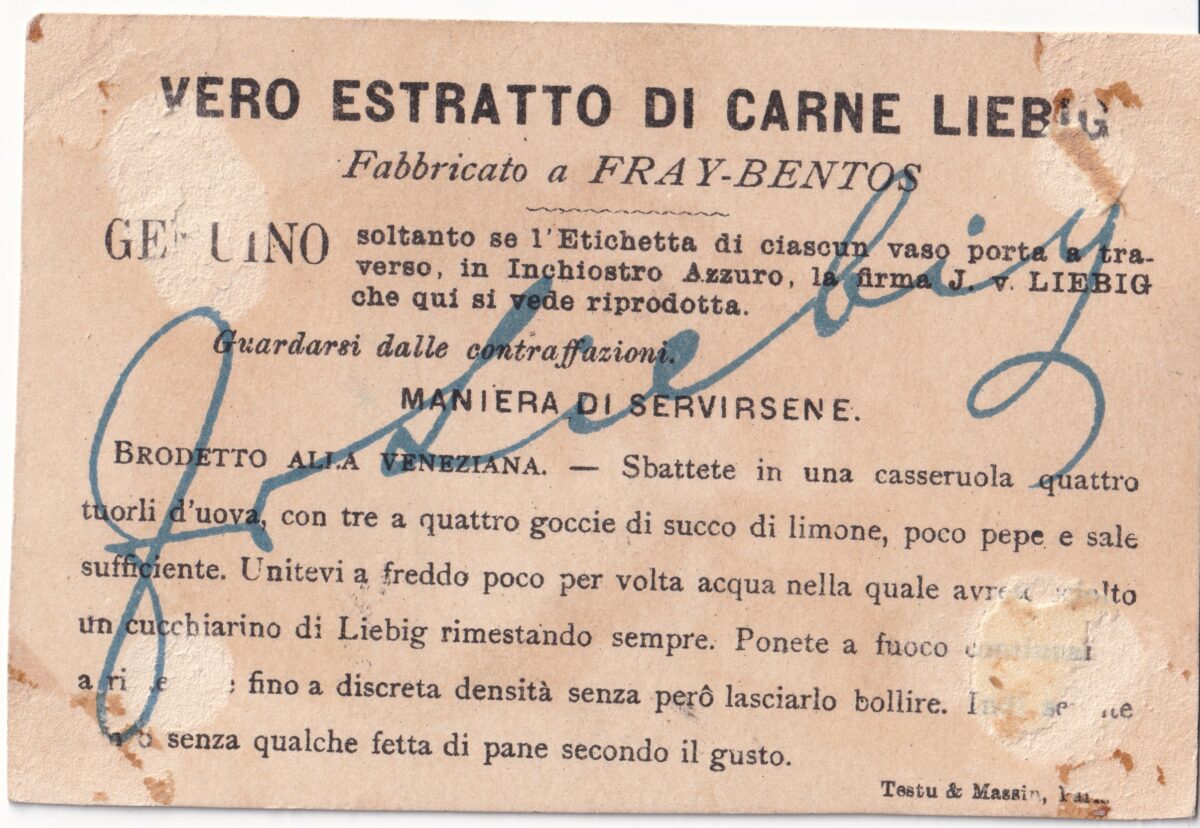 VERO ESTRATTO DI CARNE LIEBIG
Fabbricato a FRAY-BENTOS
GENUINO soltanto se l'Etichetta di ciascun vaso porta a tra-
verso, in Inchiostro Azzuro, la firma J. v. LIEBIG
che qui si vede riprodotta.
Guardarsi dalle contraffazioni.
MANIERA DI SERVIRSENE.
BRODETTO ALLA VENEZIANA. — Sbattete in una casseruola quattro
tuorli d'uova, con tre a quattro goccie di succo di limone, poco pepe e sale
sufficiente. Unitevi a freddo poco per volta acqua nella quale
un cucchiarino di Liebig rimestando sempre. Ponete a fuoco
fino a discreta densità senza però lasciarlo bollire.
senza qualche fetta di pane secondo il gusto.
Testu & Massin,